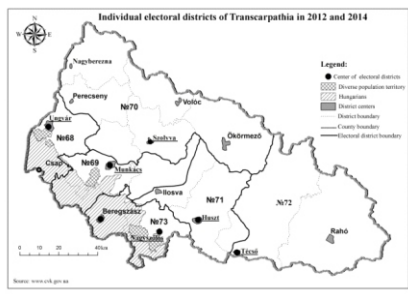 Individual electoral districts of Transcarpathia in 2012 and 2014
N
Nagyberezna
Legend:
Center of electoral districts
Diverse population territory
Hungarians
District centers
District boundary
County boundary
Electoral district boundary
Perecseny
№70
Volóc
Ungvár
№68
Szolyva
Ökörmező
Csap
№69
Munkács
Ilosva
№71
№72
Beregszász
№73
Huszt
Nagyszőlős
Rahó
Técső
0 10 20 40 km
Source: www.cvk.gov.ua